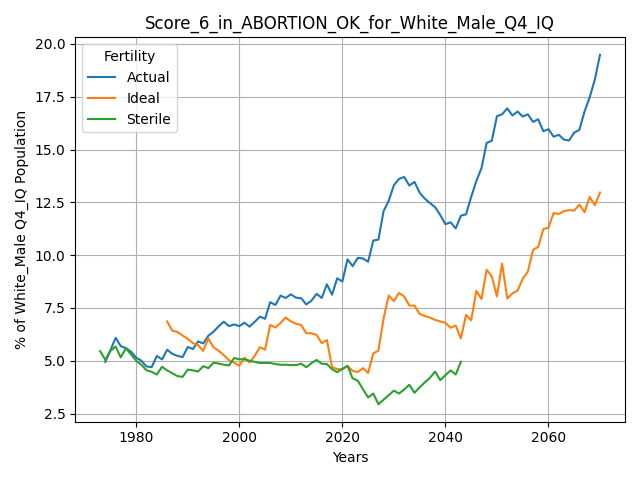 Score_6_in_ABORTION_OK_for_White_Male_Q4_IQ
Fertility
Actual
Ideal
Sterile
% of White_Male Q4_IQ Population
20.0
17.5
15.0
12.5
10.0
7.5
5.0
2.5
1980 2000 2020 2040 2060
Years